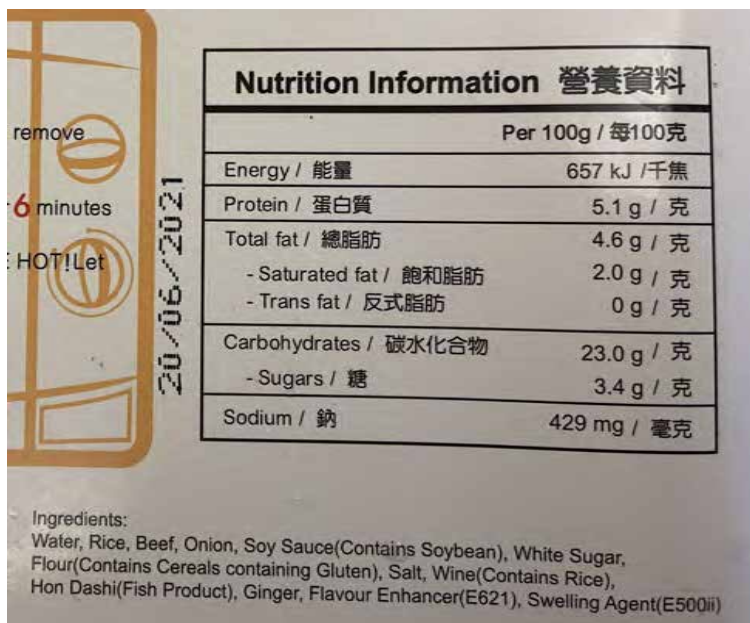 remove
6 minutes
HOT!Let
20/06/2021
Nutrition Information 營養資料
Per 100g / 每100克
Energy / 能量 657 kJ /千焦
Protein / 蛋白質 5.1 g / 克
Total fat / 總脂肪 4.6 g / 克
- Saturated fat / 飽和脂肪 2.0 g / 克
- Trans fat / 反式脂肪 0 g / 克
Carbohydrates / 碳水化合物 23.0 g / 克
- Sugars / 糖 3.4 g / 克
Sodium / 鈉 429 mg / 毫克
Ingredients:
Water, Rice, Beef, Onion, Soy Sauce(Contains Soybean), White Sugar,
Flour(Contains Cereals containing Gluten), Salt, Wine(Contains Rice),
Hon Dashi(Fish Product), Ginger, Flavour Enhancer(E621), Swelling Agent(E500ii)